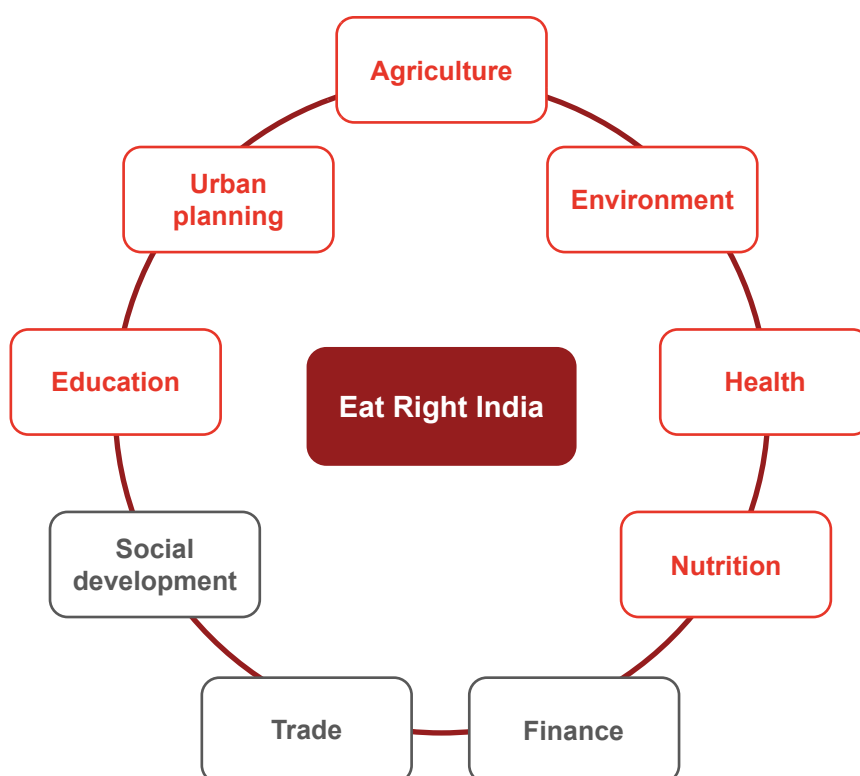 Agriculture
Urban
planning
Environment
Education
Eat Right India
Health
Social
development
Nutrition
Trade
Finance